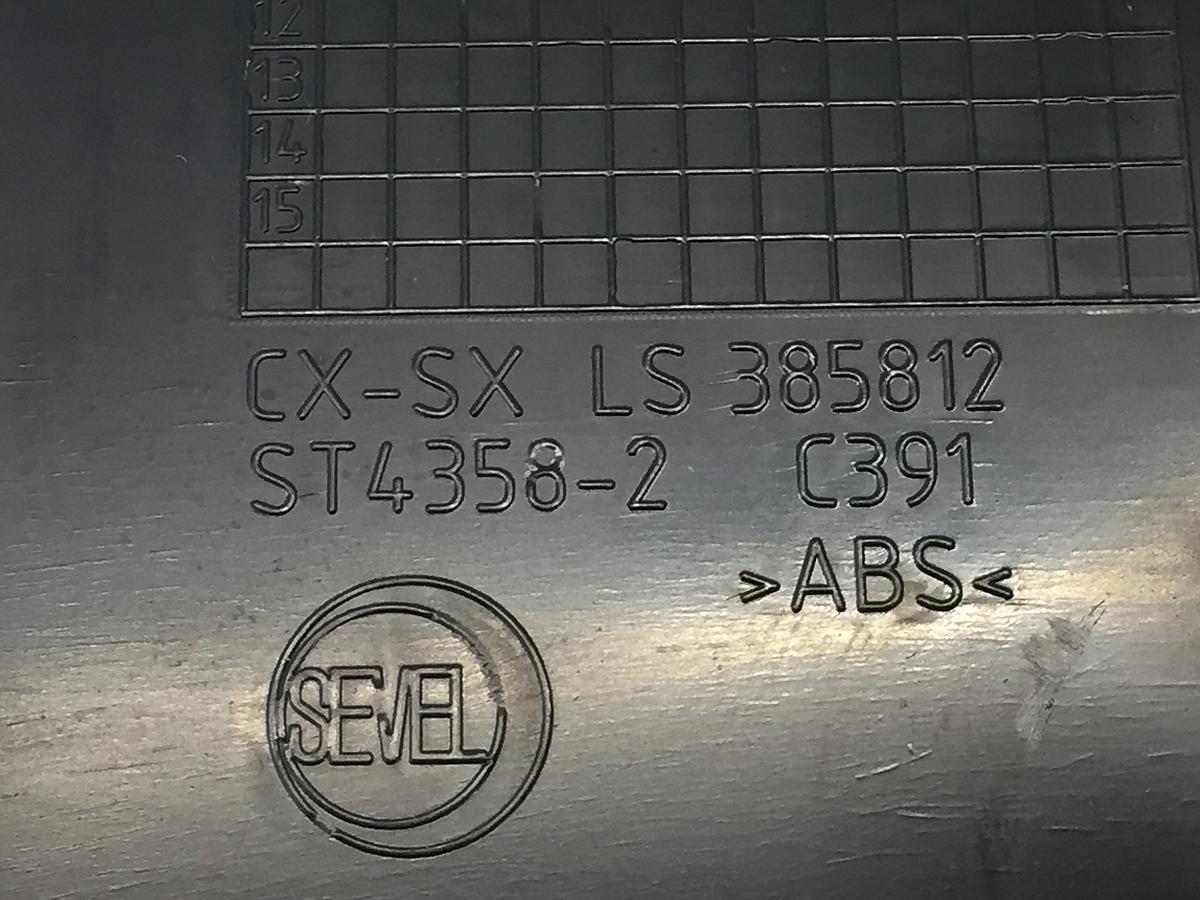 12
13
14
15
CX-SX LS 385812
ST4358-2 C391
>ABS<
SEVEL